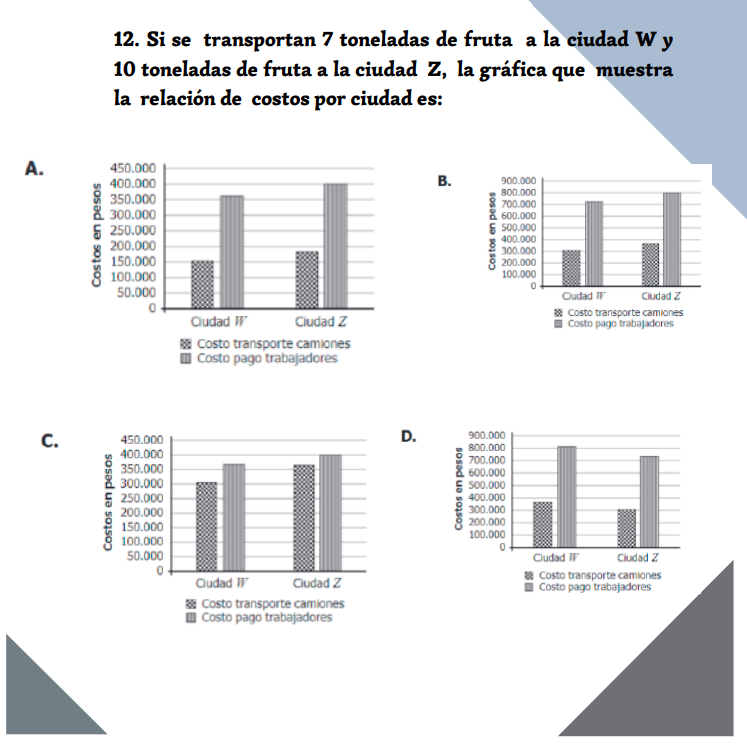 12. Si se transportan 7 toneladas de fruta a la ciudad W y
10 toneladas de fruta a la ciudad Z, la gráfica que muestra
la relación de costos por ciudad es:
A.
Costos en pesos
450.000
400.000
350.000
300.000
250.000
200.000
150.000
100.000
50.000
0
Ciudad W
Ciudad Z
Costo transporte camiones
Costo pago trabajadores
B.
Costos en pesos
900.000
800.000
700.000
600.000
500.000
400.000
300.000
200.000
100.000
0
Ciudad W
Ciudad Z
Costo transporte camiones
Costo pago trabajadores
C.
Costos en pesos
450.000
400.000
350.000
300.000
250.000
200.000
150.000
100.000
50.000
0
Ciudad W
Ciudad Z
Costo transporte camiones
Costo pago trabajadores
D.
Costos en pesos
900.000
800.000
700.000
600.000
500.000
400.000
300.000
200.000
100.000
0
Ciudad W
Ciudad Z
Costo transporte camiones
Costo pago trabajadores